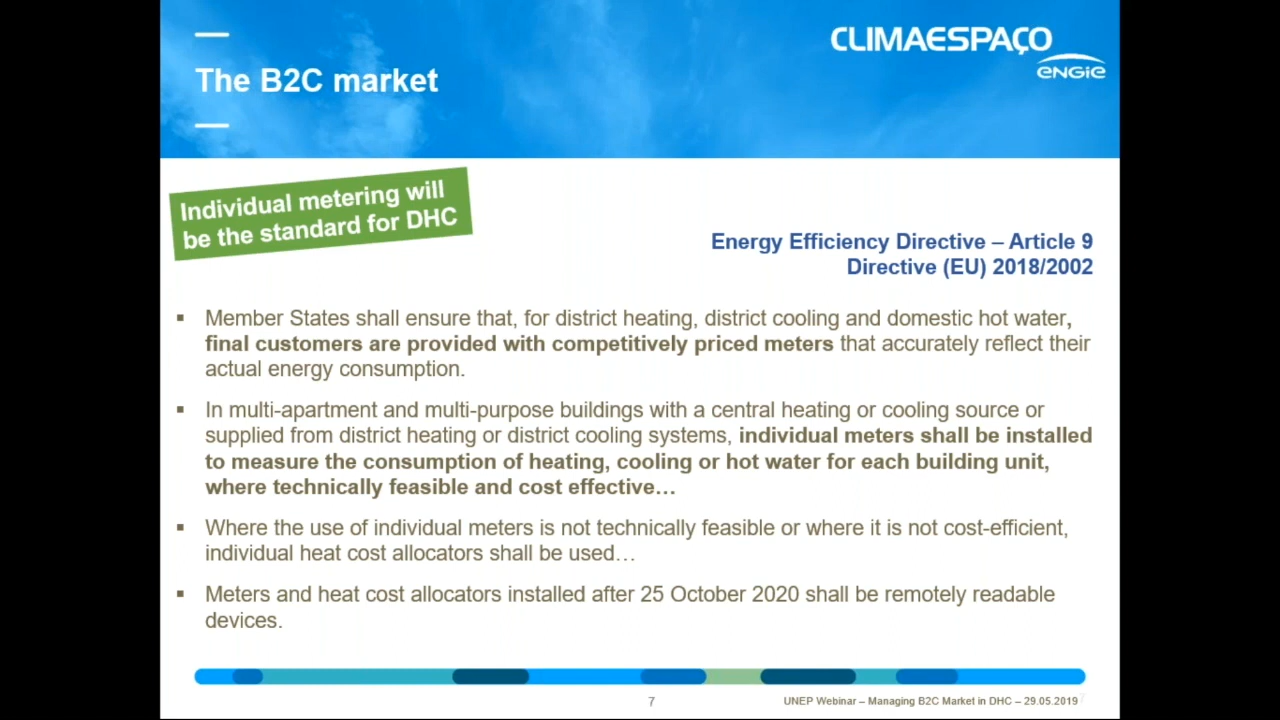 CLIMAESPAÇO
ENGIE
The B2C market
Individual metering will
be the standard for DHC
Energy Efficiency Directive – Article 9
Directive (EU) 2018/2002
▪ Member States shall ensure that, for district heating, district cooling and domestic hot water,
final customers are provided with competitively priced meters that accurately reflect their
actual energy consumption.
▪ In multi-apartment and multi-purpose buildings with a central heating or cooling source or
supplied from district heating or district cooling systems, individual meters shall be installed
to measure the consumption of heating, cooling or hot water for each building unit,
where technically feasible and cost effective…
▪ Where the use of individual meters is not technically feasible or where it is not cost-efficient,
individual heat cost allocators shall be used…
▪ Meters and heat cost allocators installed after 25 October 2020 shall be remotely readable
devices.
7
UNEP Webinar – Managing B2C Market in DHC – 29.05.2019
7